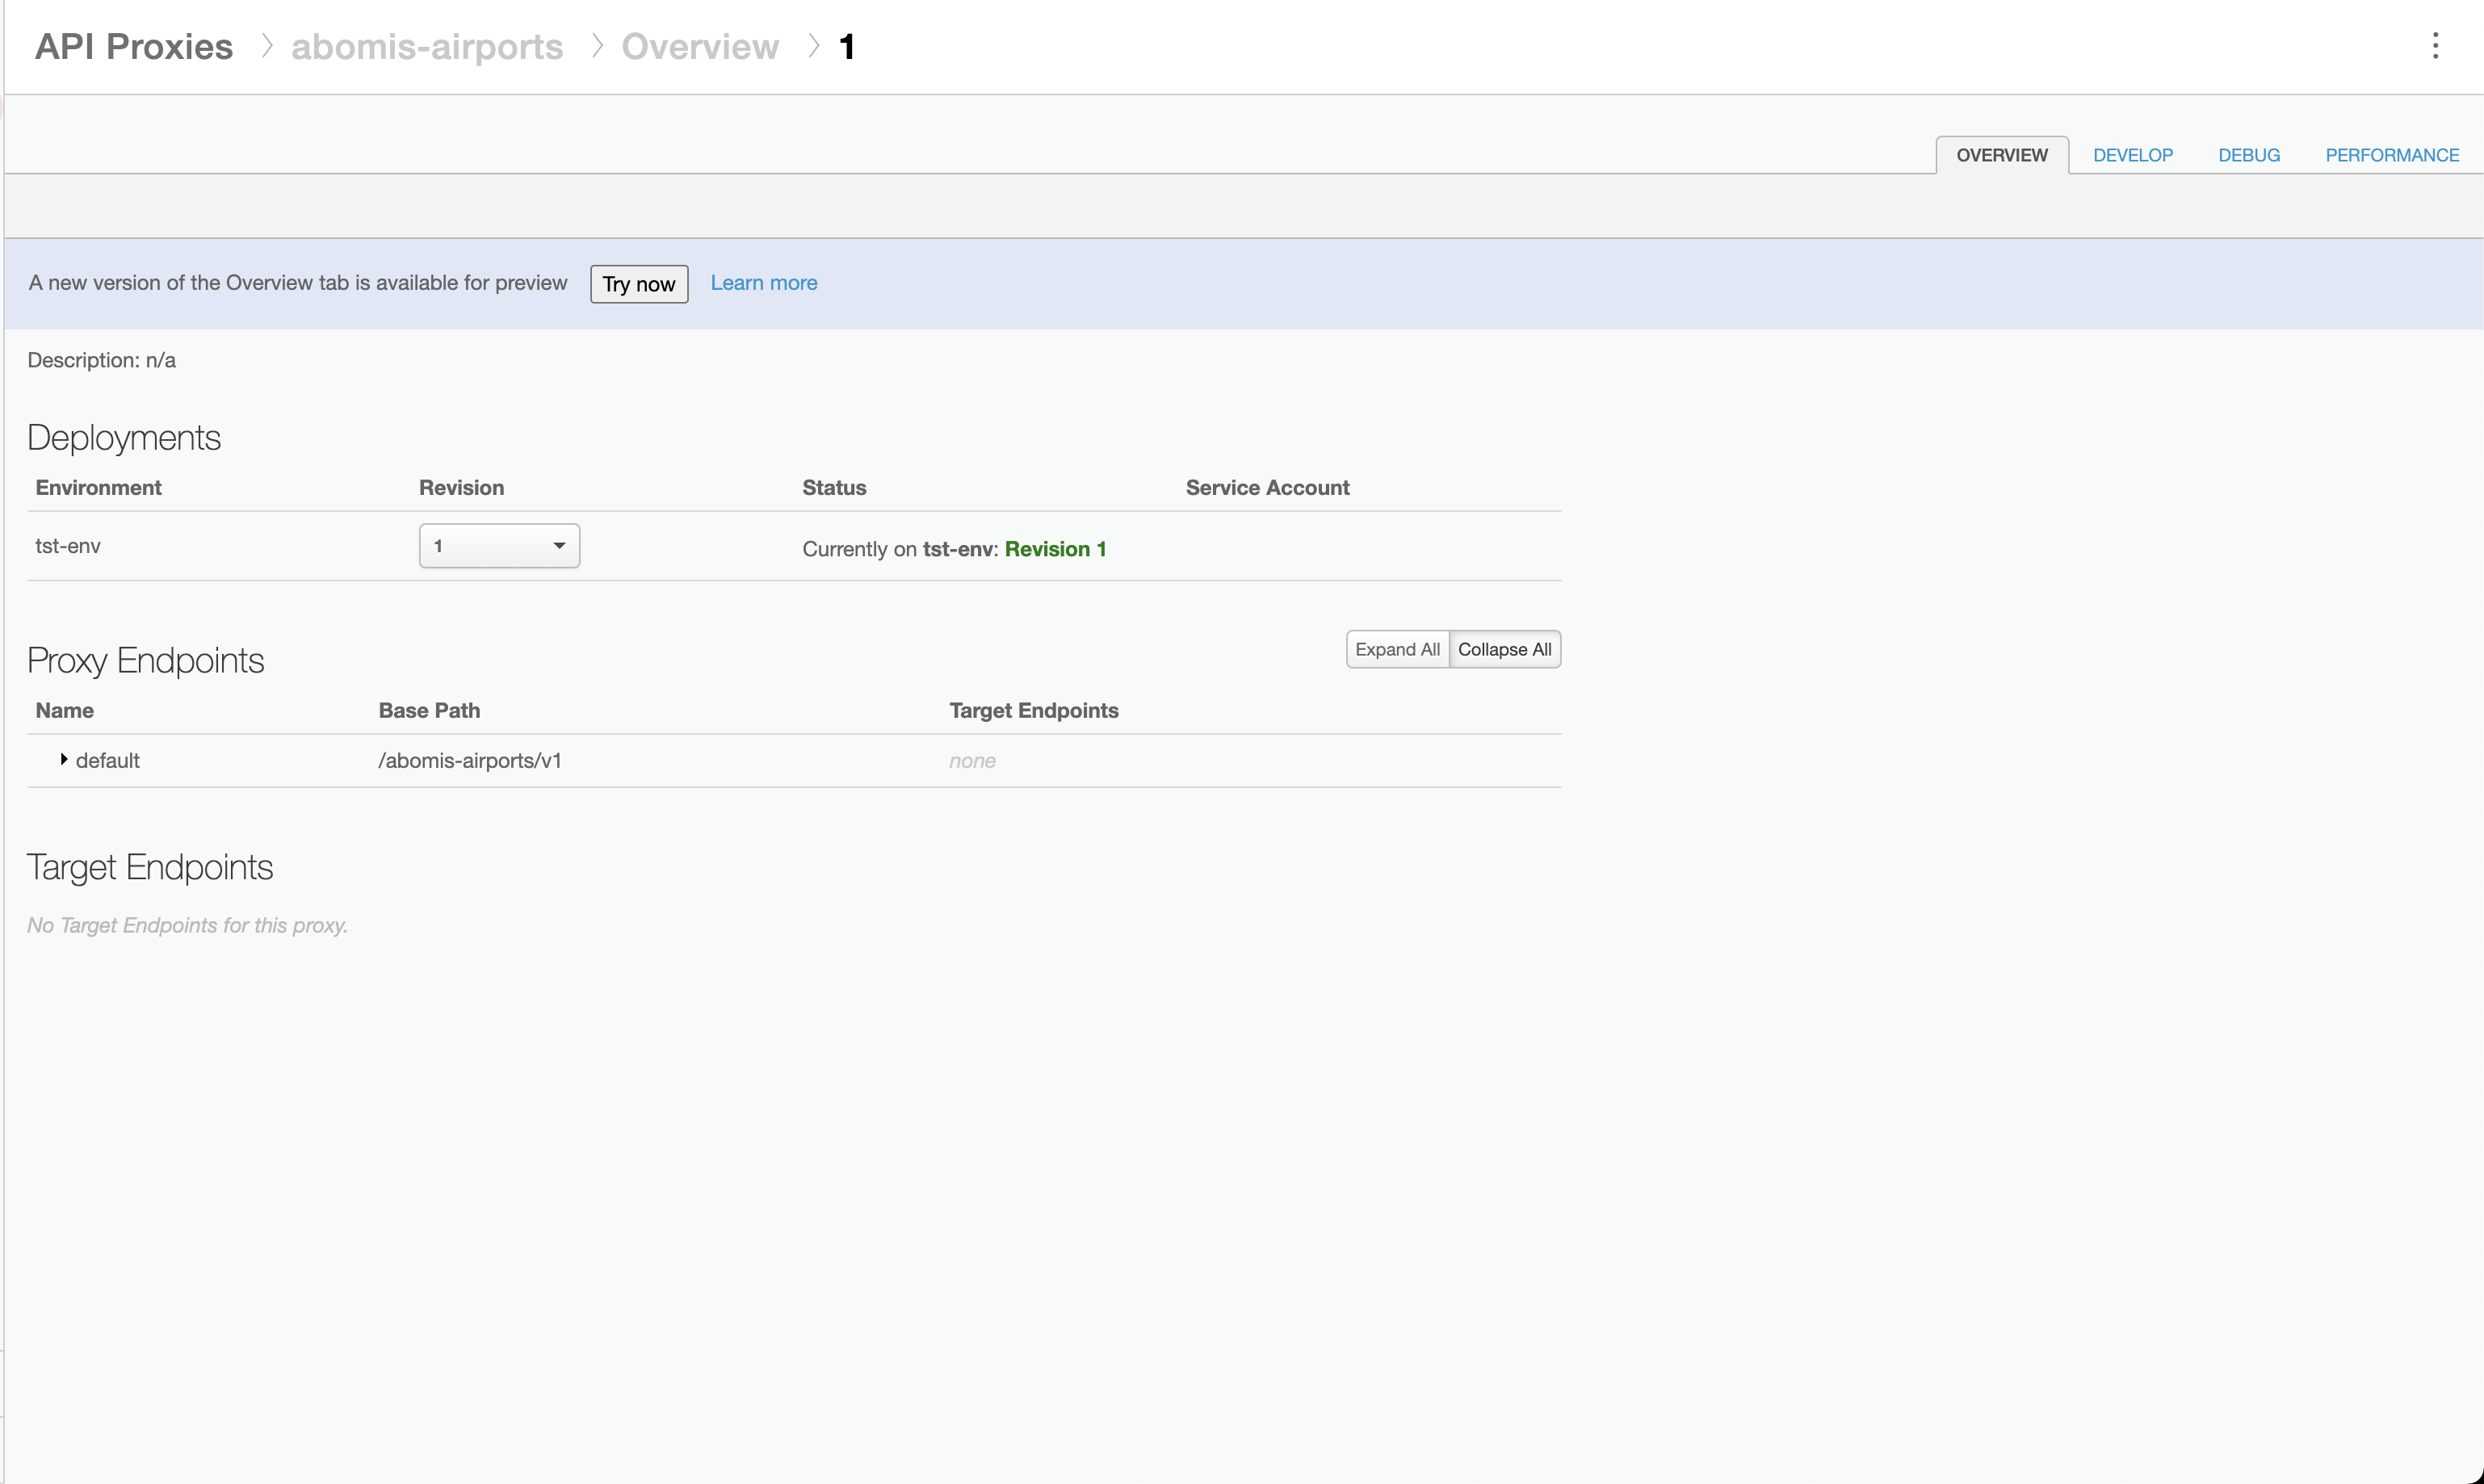 API Proxies > abomis-airports > Overview > 1
OVERVIEW DEVELOP DEBUG PERFORMANCE
A new version of the Overview tab is available for preview Try now Learn more
Description: n/a
Deployments
Environment Revision Status Service Account
tst-env 1 Currently on tst-env: Revision 1
Proxy Endpoints Expand All Collapse All
Name Base Path Target Endpoints
default /abomis-airports/v1 none
Target Endpoints
No Target Endpoints for this proxy.